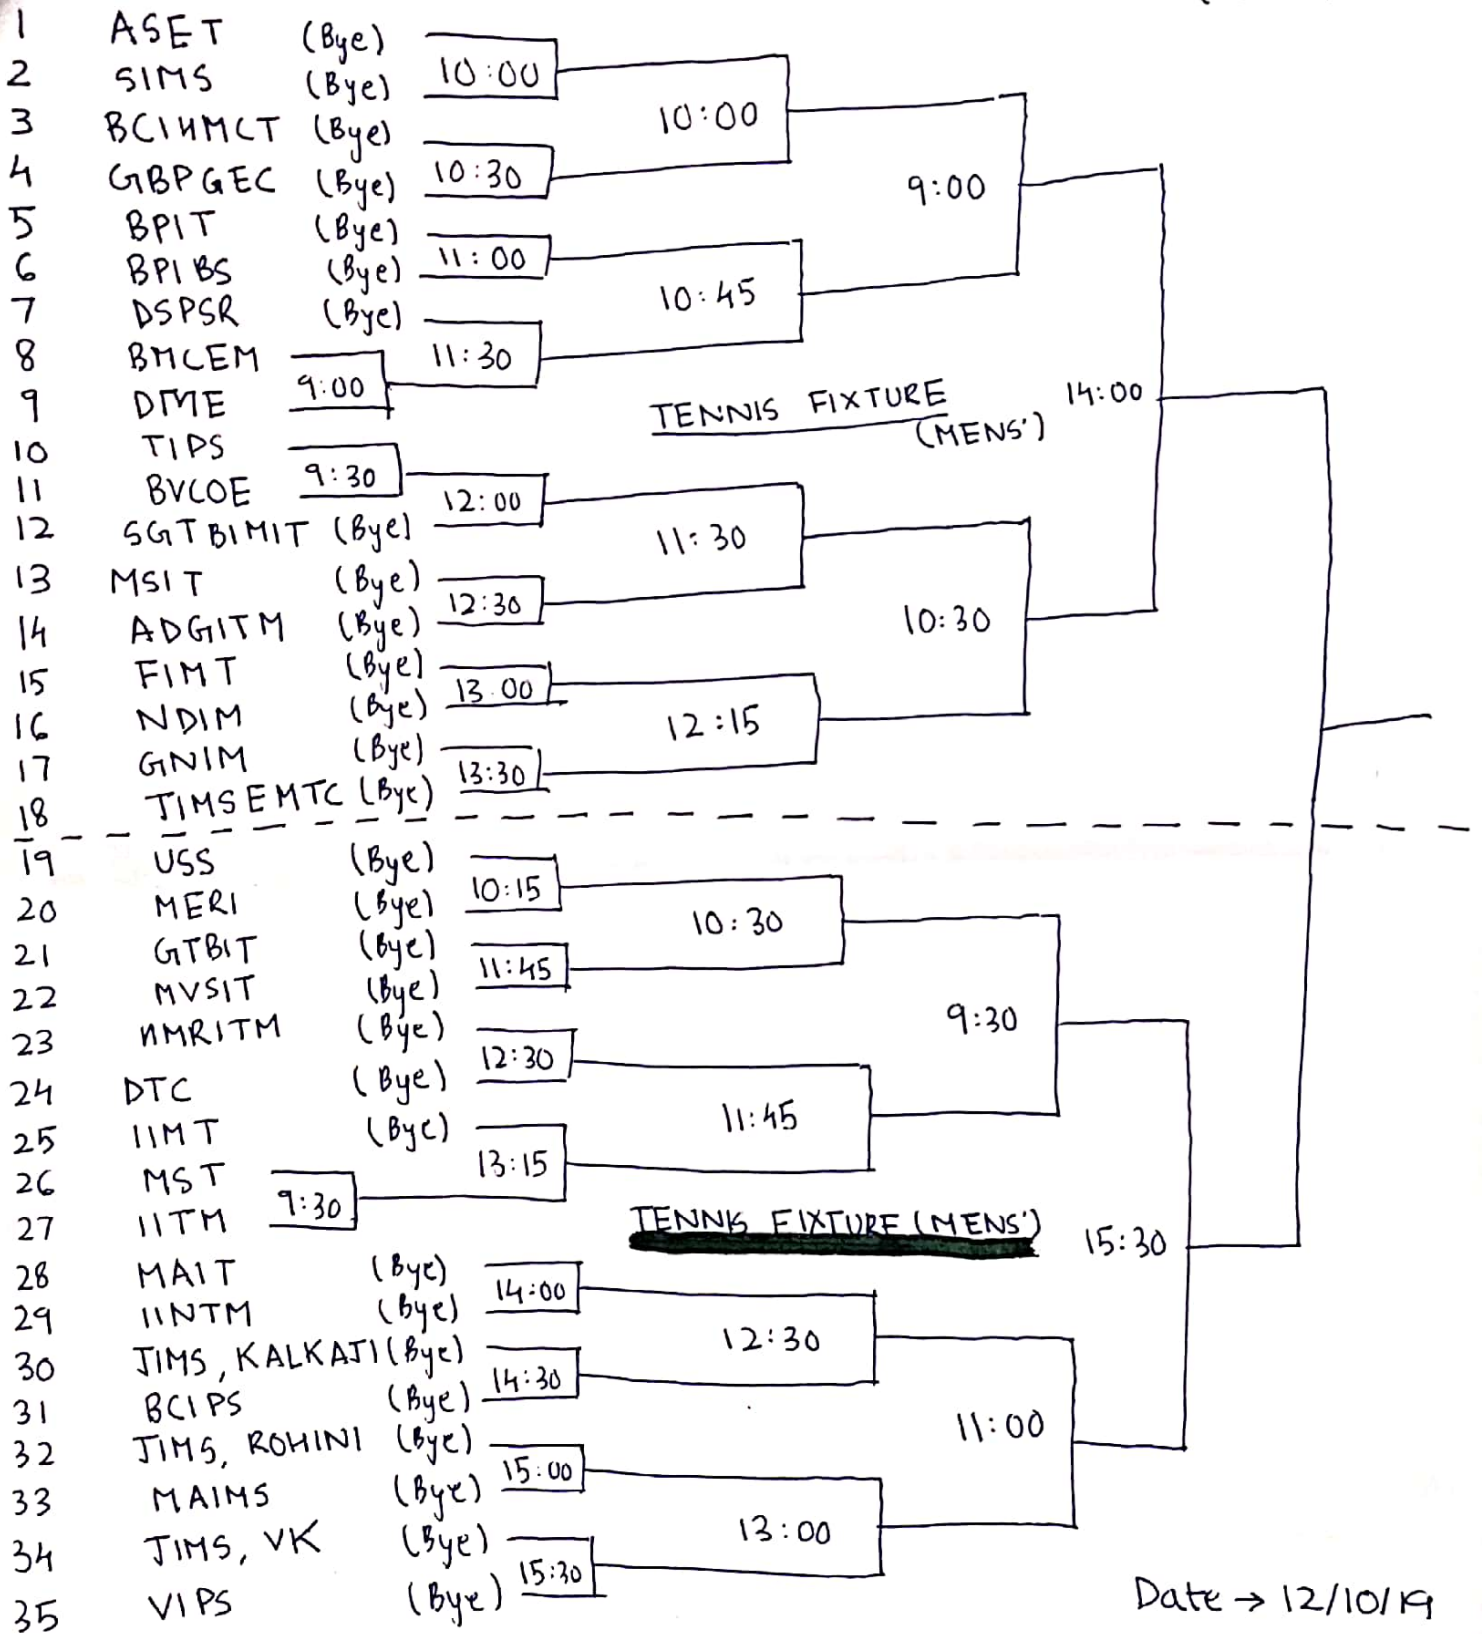 1 ASET (Bye)
10:00
2 SIMS (Bye)
10:00
3 BCIHMCT (Bye)
10:30
4 GBPGEC (Bye)
9:00
5 BPIT (Bye)
11:00
6 BPIBS (Bye)
10:45
7 DSPSR (Bye)
11:30
8 BMCEM
9:00
9 DME
TENNIS FIXTURE
(MENS')
14:00
10 TIPS
9:30
11 BVCOE
12:00
12 SGTBIMIT (Bye)
11:30
13 MSIT (Bye)
12:30
14 ADGITM (Bye)
10:30
15 FIMT (Bye)
13.00
16 NDIM (Bye)
12:15
17 GNIM (Bye)
13:30
18 JIMSEMTC (Bye)
19 USS (Bye)
10:15
20 MERI (Bye)
10:30
21 GTBIT (Bye)
11:45
22 MVSIT (Bye)
9:30
23 HMRITM (Bye)
12:30
24 DTC (Bye)
11:45
25 IIMT (Bye)
13:15
26 MST
9:30
27 IITM
TENNIS FIXTURE (MENS')
15:30
28 MAIT (Bye)
14:00
29 IINTM (Bye)
12:30
30 JIMS, KALKAJI (Bye)
14:30
31 BCIPS (Bye)
11:00
32 JIMS, ROHINI (Bye)
15:00
33 MAIMS (Bye)
13:00
34 JIMS, VK (Bye)
15:30
35 VIPS (Bye)
Date → 12/10/19